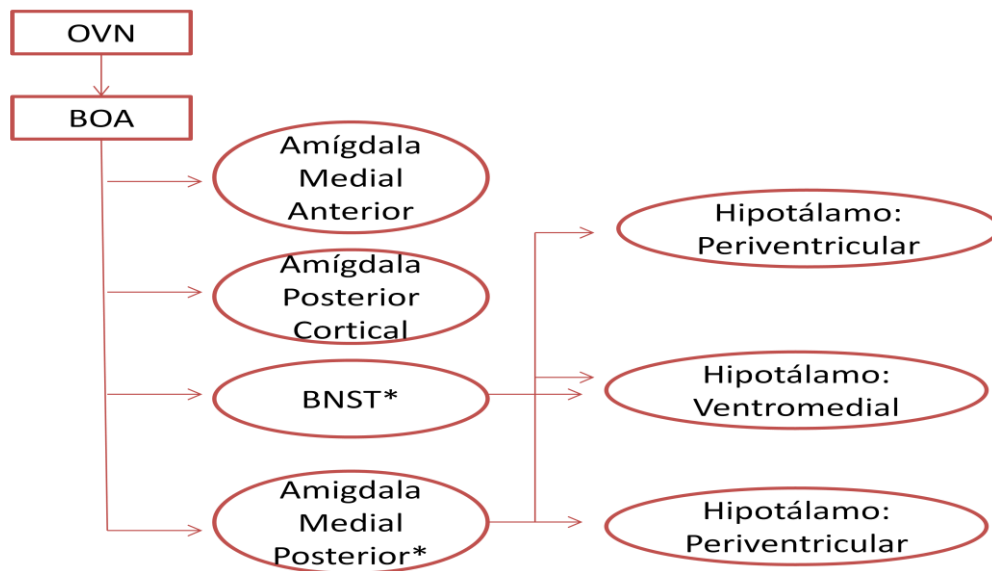 OVN
BOA
Amígdala
Medial
Anterior
Amígdala
Posterior
Cortical
BNST*
Amigdala
Medial
Posterior*
Hipotálamo:
Periventricular
Hipotálamo:
Ventromedial
Hipotálamo:
Periventricular